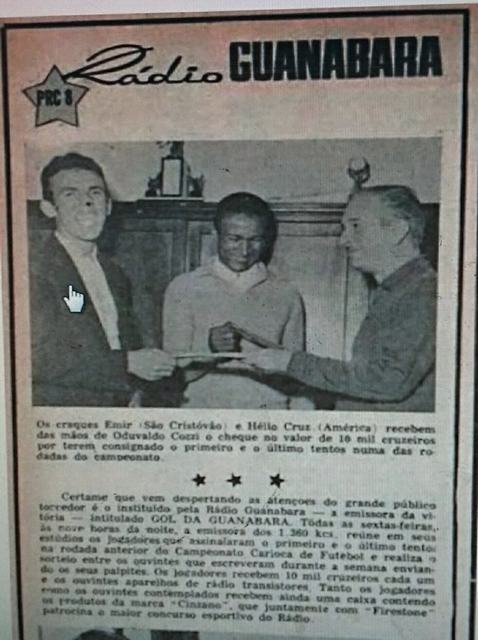 Rádio GUANABARA
PRC 8
Os craques Emir (São Cristóvão) e Hélio Cruz (América) recebem
das mãos de Oduvaldo Cozzi o cheque no valor de 10 mil cruzeiros
por terem consignado o primeiro e o último tentos numa das ro-
dadas do campeonato.
Certame que vem despertando as atenções do grande público
torcedor é o instituído pela Rádio Guanabara — a emissora da vi-
tória — intitulado GOL DA GUANABARA. Tôdas as sextas-feiras,
às nove horas da noite, a emissora dos 1.360 kcs. reúne em seus
estúdios os jogadores que assinalaram o primeiro e o último tento
na rodada anterior do Campeonato Carioca de Futebol e realiza o
sorteio entre os ouvintes que escreveram durante a semana envian-
do os seus palpites. Os jogadores recebem 10 mil cruzeiros cada um
e os ouvintes aparelhos de rádio transistores. Tanto os jogadores
como os ouvintes contemplados recebem ainda uma caixa contendo
os produtos da marca "Cinzano", que juntamente com "Firestone"
patrocina o maior concurso esportivo do Rádio.